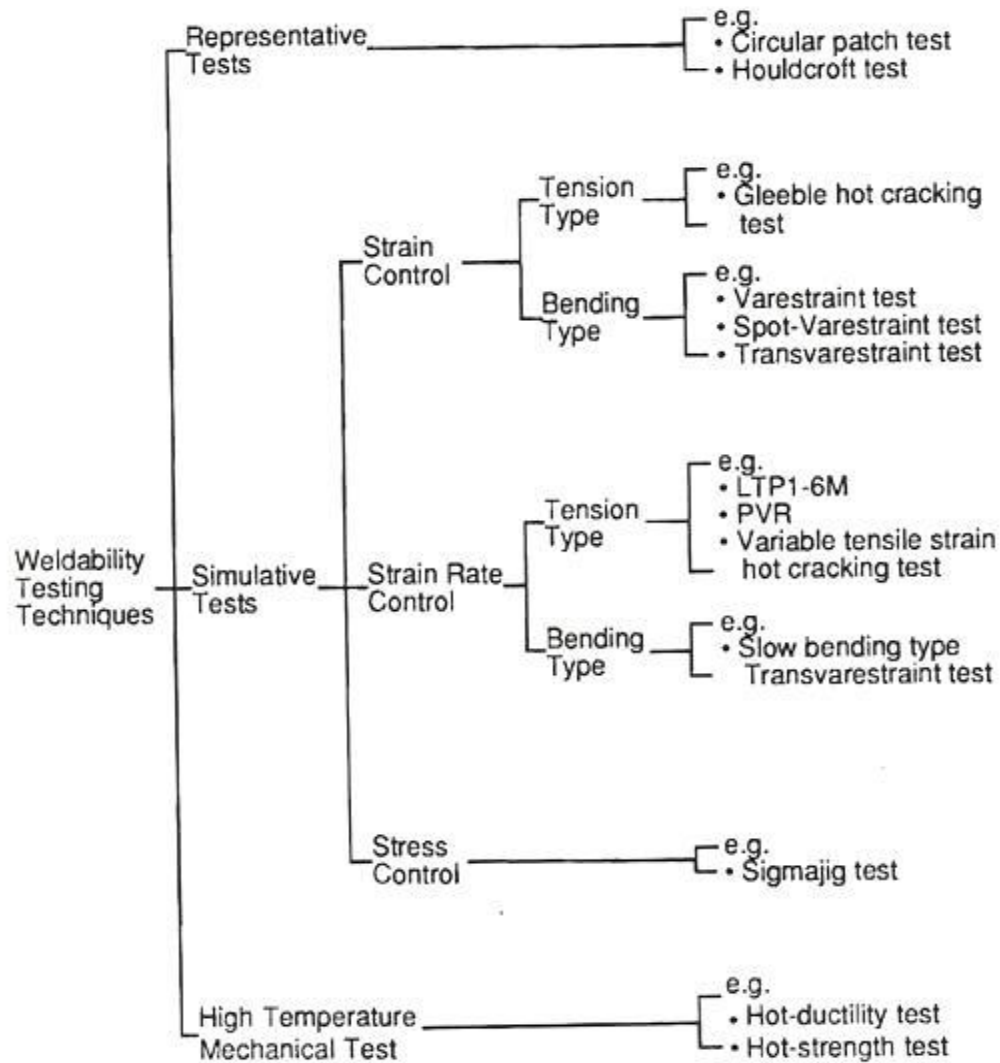 Representative
Tests
e.g.
• Circular patch test
• Houldcroft test
Weldability
Testing
Techniques
Simulative
Tests
Strain
Control
Tension
Type
e.g.
• Gleeble hot cracking
test
Bending
Type
e.g.
• Varestraint test
• Spot-Varestraint test
• Transvarestraint test
Strain Rate
Control
Tension
Type
e.g.
• LTP1-6M
• PVR
• Variable tensile strain
hot cracking test
Bending
Type
e.g.
• Slow bending type
Transvarestraint test
Stress
Control
e.g.
• Sigmajig test
High Temperature
Mechanical Test
e.g.
• Hot-ductility test
• Hot-strength test